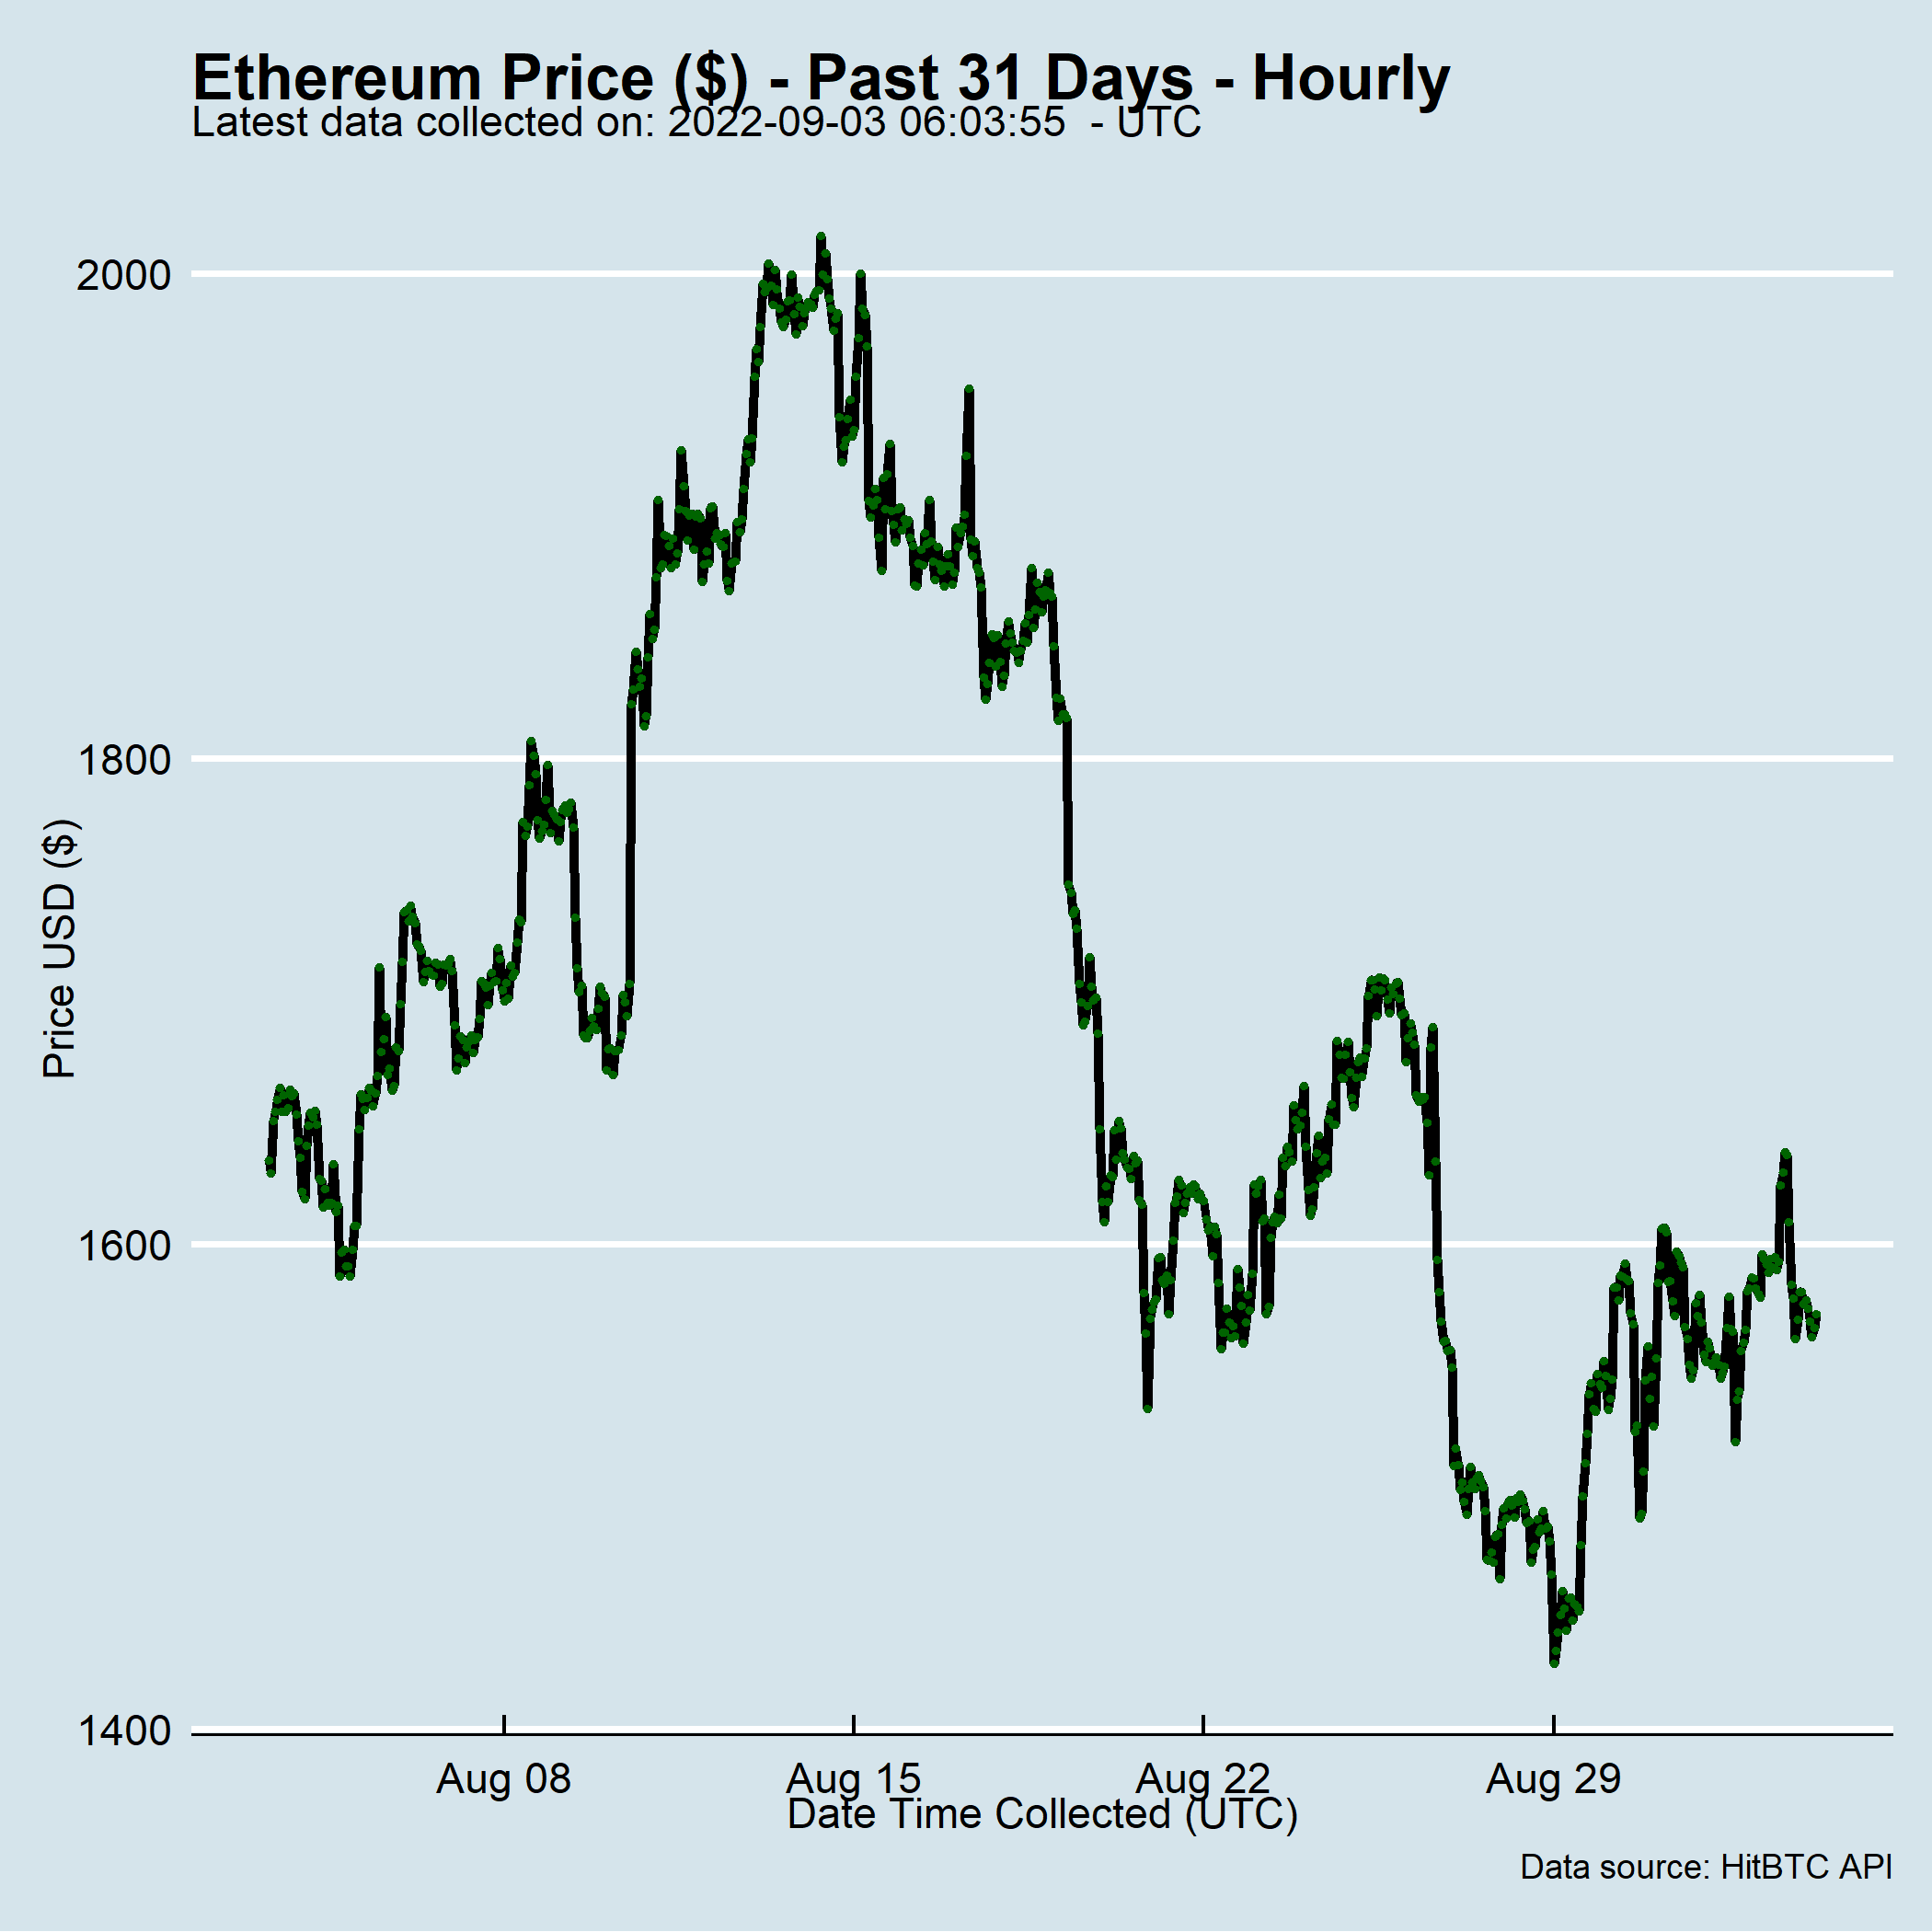 Ethereum Price ($) - Past 31 Days - Hourly
Latest data collected on: 2022-09-03 06:03:55  - UTC
2000
1800
1600
1400
Price USD ($)
Aug 08
Aug 15
Aug 22
Aug 29
Date Time Collected (UTC)
Data source: HitBTC API